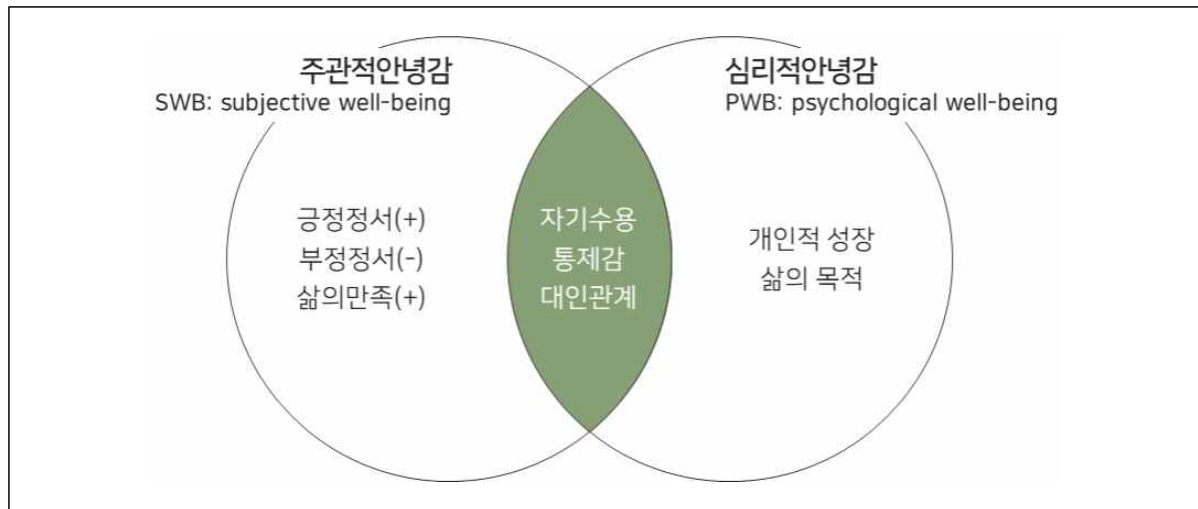 주관적안녕감
SWB: subjective well-being
심리적안녕감
PWB: psychological well-being
긍정정서(+)
부정정서(-)
삶의만족(+)
자기수용
통제감
대인관계
개인적 성장
삶의 목적